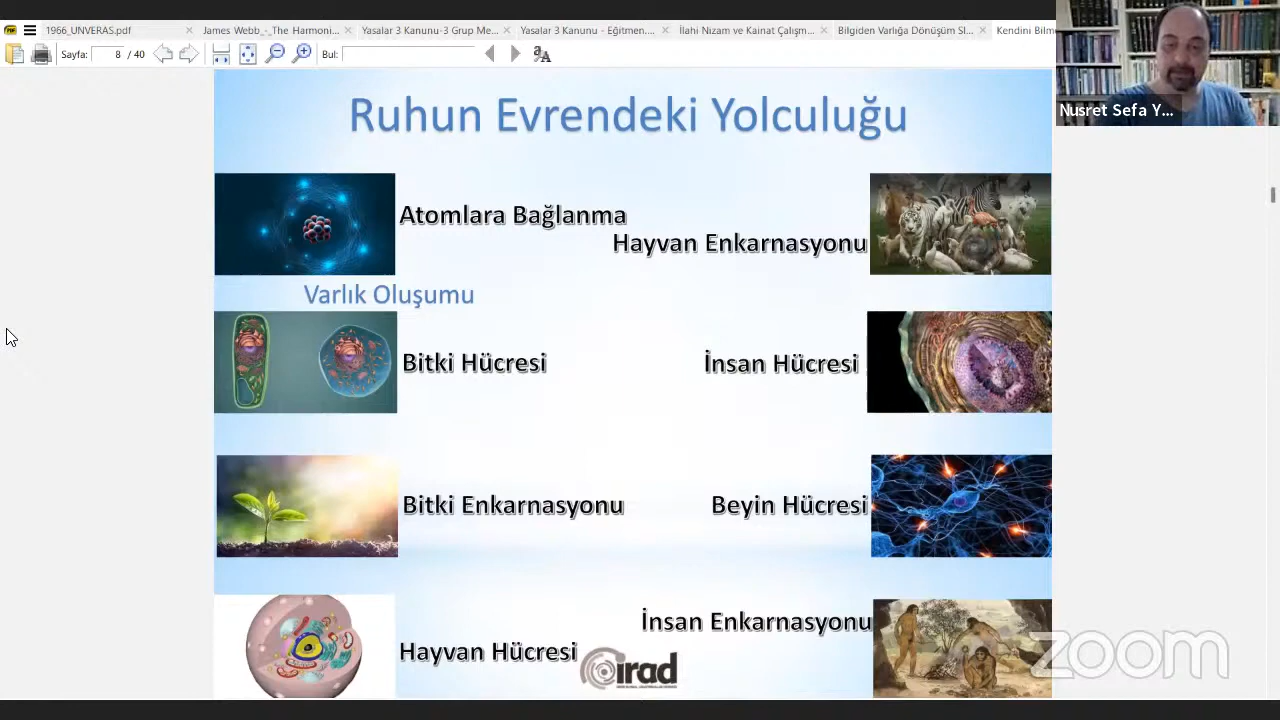 1966_UNVERAS.pdf
James Webb_-_The Harmoni...
Yasalar 3 Kanunu-3 Grup Me...
Yasalar 3 Kanunu - Eğitmen....
İlahi Nizam ve Kainat Çalışm...
Bilgiden Varlığa Dönüşüm Sl...
Kendini Bilm
Sayfa: 8 / 40
Bul:
Nusret Sefa Y...
Ruhun Evrendeki Yolculuğu
Atomlara Bağlanma
Hayvan Enkarnasyonu
Varlık Oluşumu
Bitki Hücresi
İnsan Hücresi
Bitki Enkarnasyonu
Beyin Hücresi
İnsan Enkarnasyonu
Hayvan Hücresi
irad
zoom